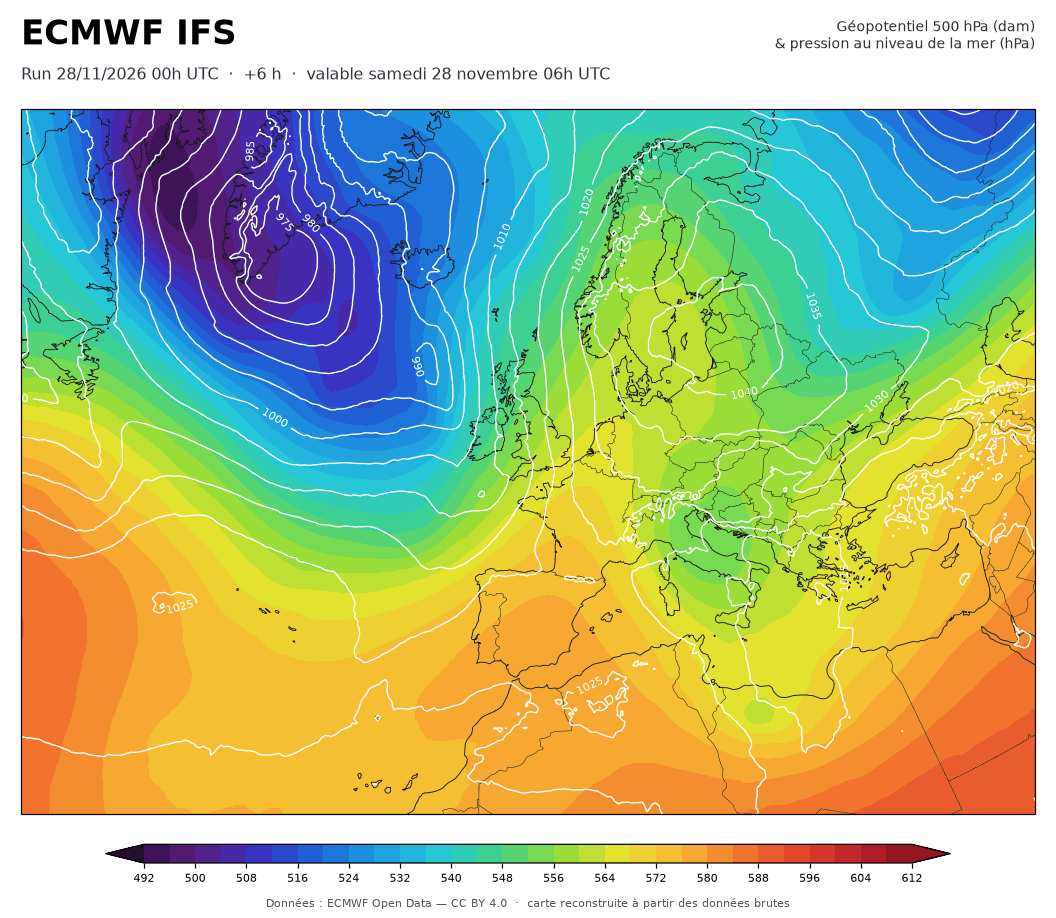 ECMWF IFS
Géopotentiel 500 hPa (dam)
& pression au niveau de la mer (hPa)
Run 28/11/2026 00h UTC · +6 h · valable samedi 28 novembre 06h UTC
985
975
980
1020
1010
1025
1035
990
1040
1020
1030
1000
0
1025
1025
492 500 508 516 524 532 540 548 556 564 572 580 588 596 604 612
Données : ECMWF Open Data — CC BY 4.0 · carte reconstruite à partir des données brutes